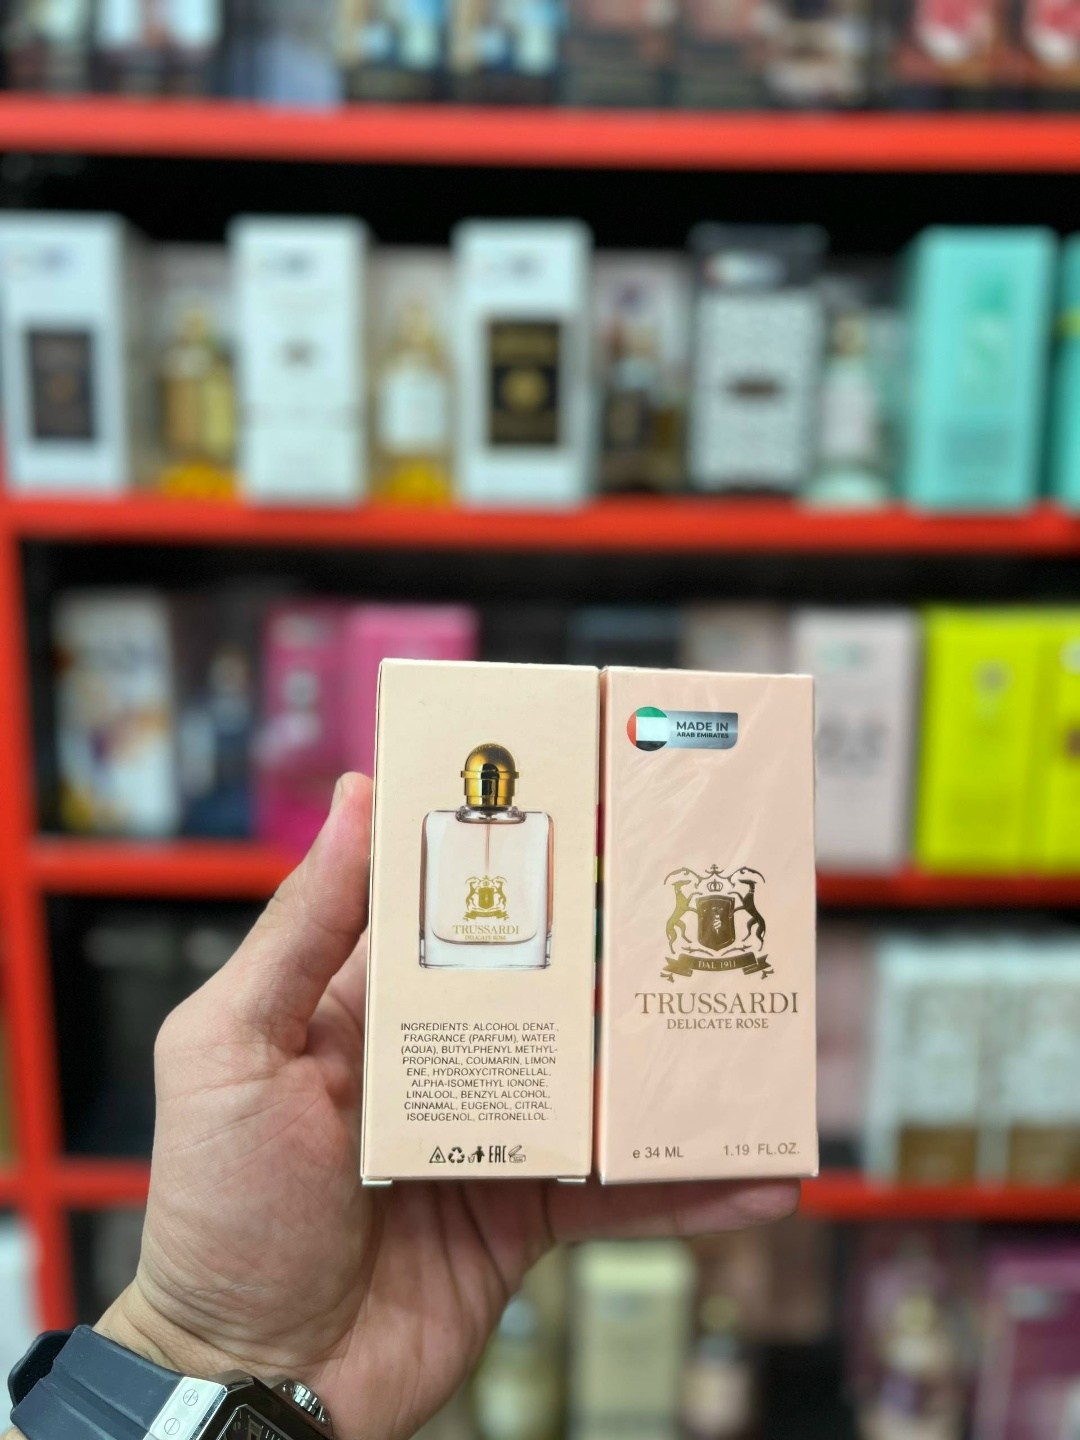 TRUSSARDI
DELICATE ROSE
INGREDIENTS: ALCOHOL DENAT.,
FRAGRANCE (PARFUM), WATER
(AQUA), BUTYLPHENYL METHYL-
PROPIONAL, COUMARIN, LIMON
ENE, HYDROXYCITRONELLAL,
ALPHA-ISOMETHYL IONONE,
LINALOOL, BENZYL ALCOHOL,
CINNAMAL, EUGENOL, CITRAL,
ISOEUGENOL, CITRONELLOL.
EAC
MADE IN
ARAB EMIRATES
DAL 1911
TRUSSARDI
DELICATE ROSE
e 34 ML 1.19 FL.OZ.